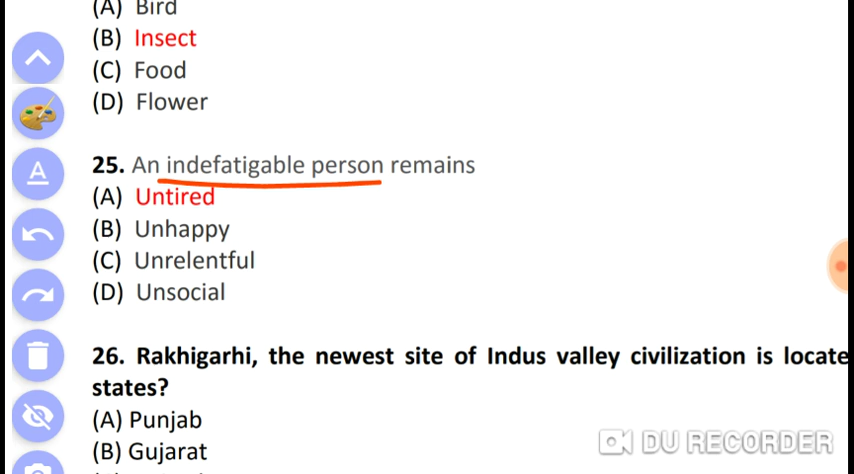 (A) Bird
(B) Insect
(C) Food
(D) Flower
25. An indefatigable person remains
(A) Untired
(B) Unhappy
(C) Unrelentful
(D) Unsocial
26. Rakhigarhi, the newest site of Indus valley civilization is locate
states?
(A) Punjab
(B) Gujarat
A
DU RECORDER